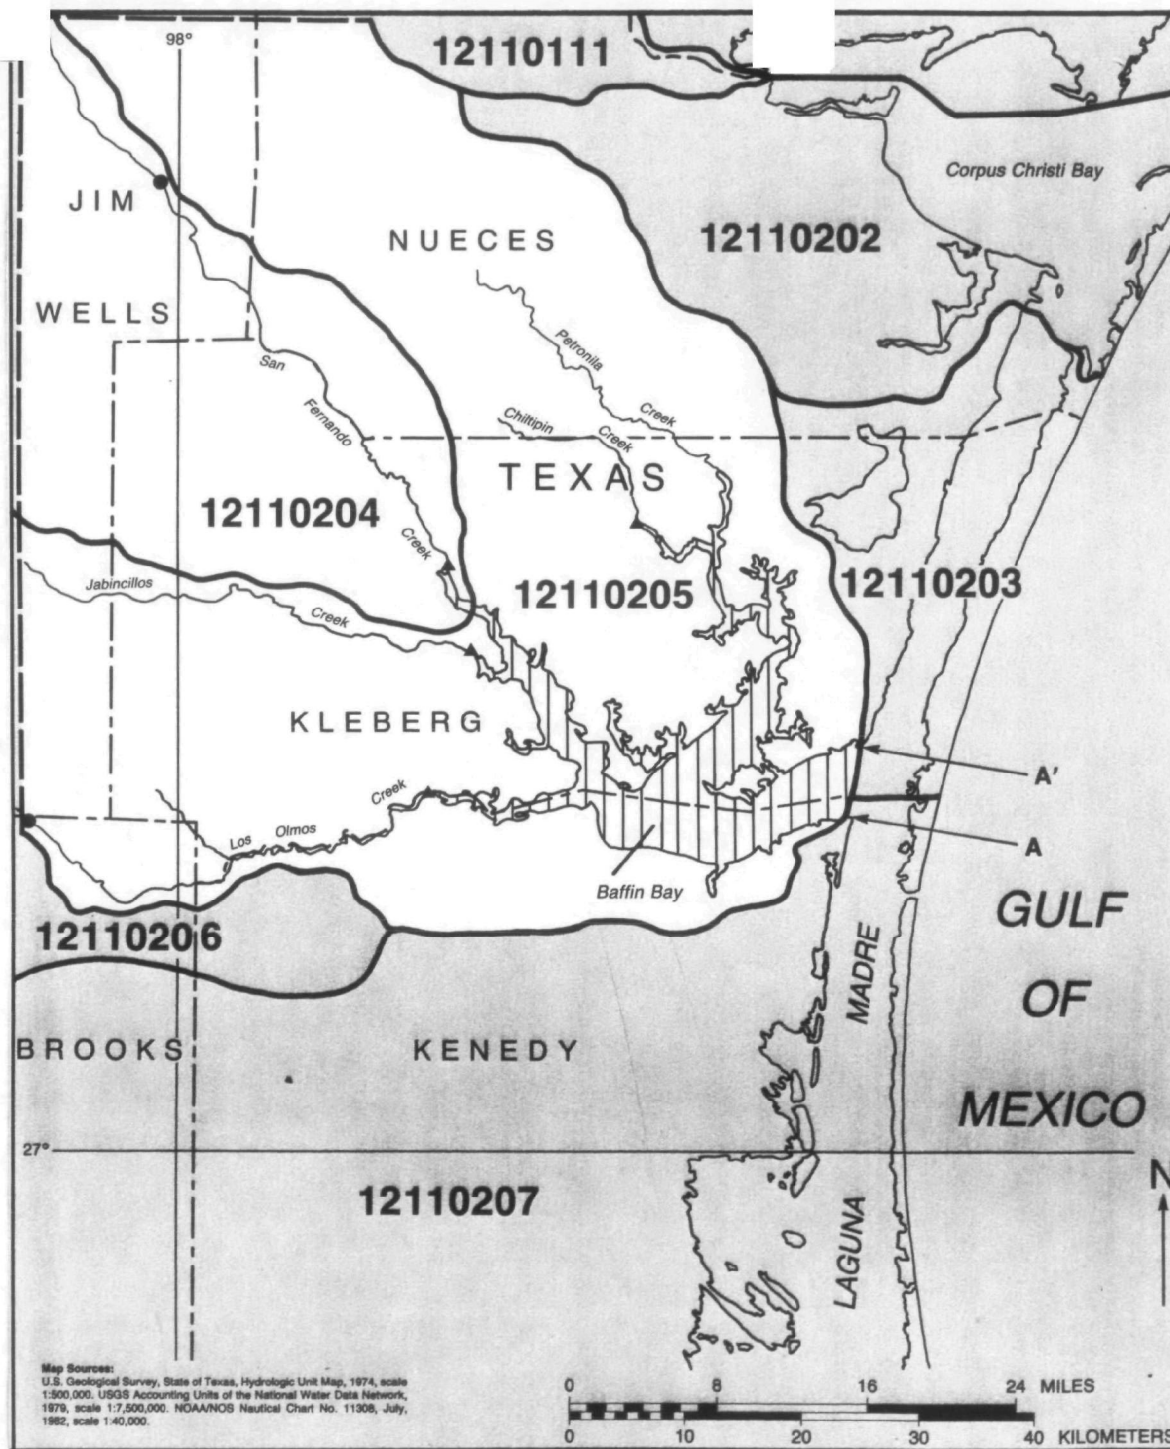 98°
12110111
Corpus Christi Bay
JIM
NUECES
12110202
WELLS
San
Petronila
Fernando
Chiltipin
Creek
Creek
TEXAS
12110204
Creek
Jabincillos
12110205
12110203
Creek
KLEBERG
A'
Creek
Los Olmos
A
Baffin Bay
GULF
12110206
MADRE
OF
BROOKS
KENEDY
MEXICO
27°
12110207
N
LAGUNA
Map Sources:
U.S. Geological Survey, State of Texas, Hydrologic Unit Map, 1974, scale
1:500,000. USGS Accounting Units of the National Water Data Network,
1979, scale 1:7,500,000. NOAA/NOS Nautical Chart No. 11308, July,
1982, scale 1:40,000.
0 8 16 24 MILES
0 10 20 30 40 KILOMETERS